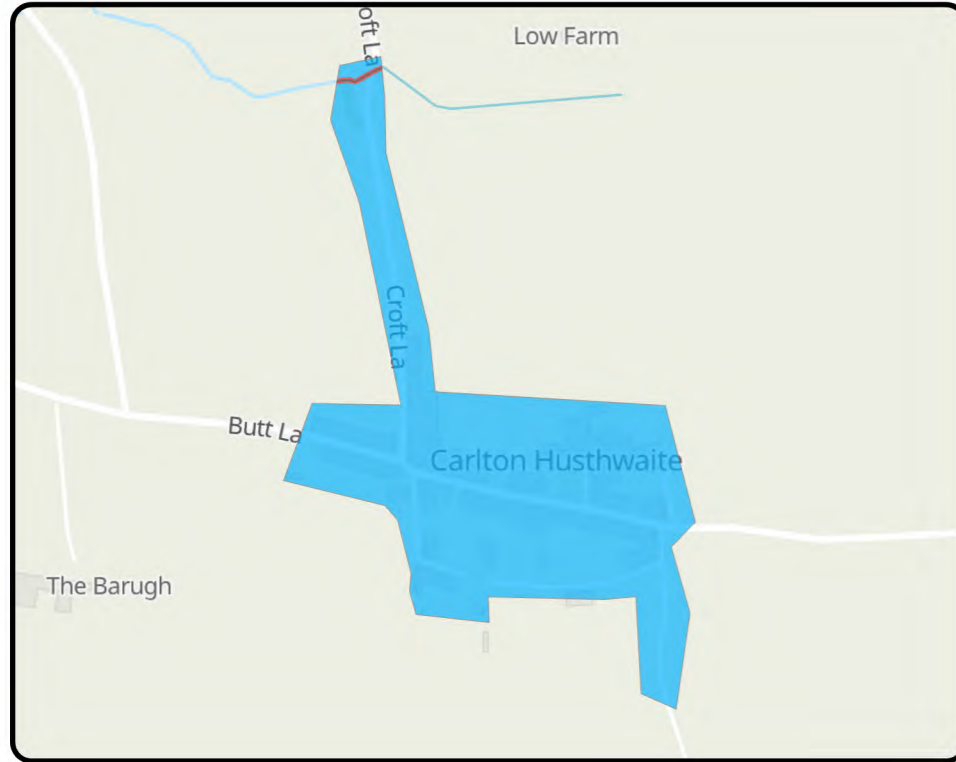 oft La
Low Farm
Croft La
Butt La
Carlton Husthwaite
The Barugh